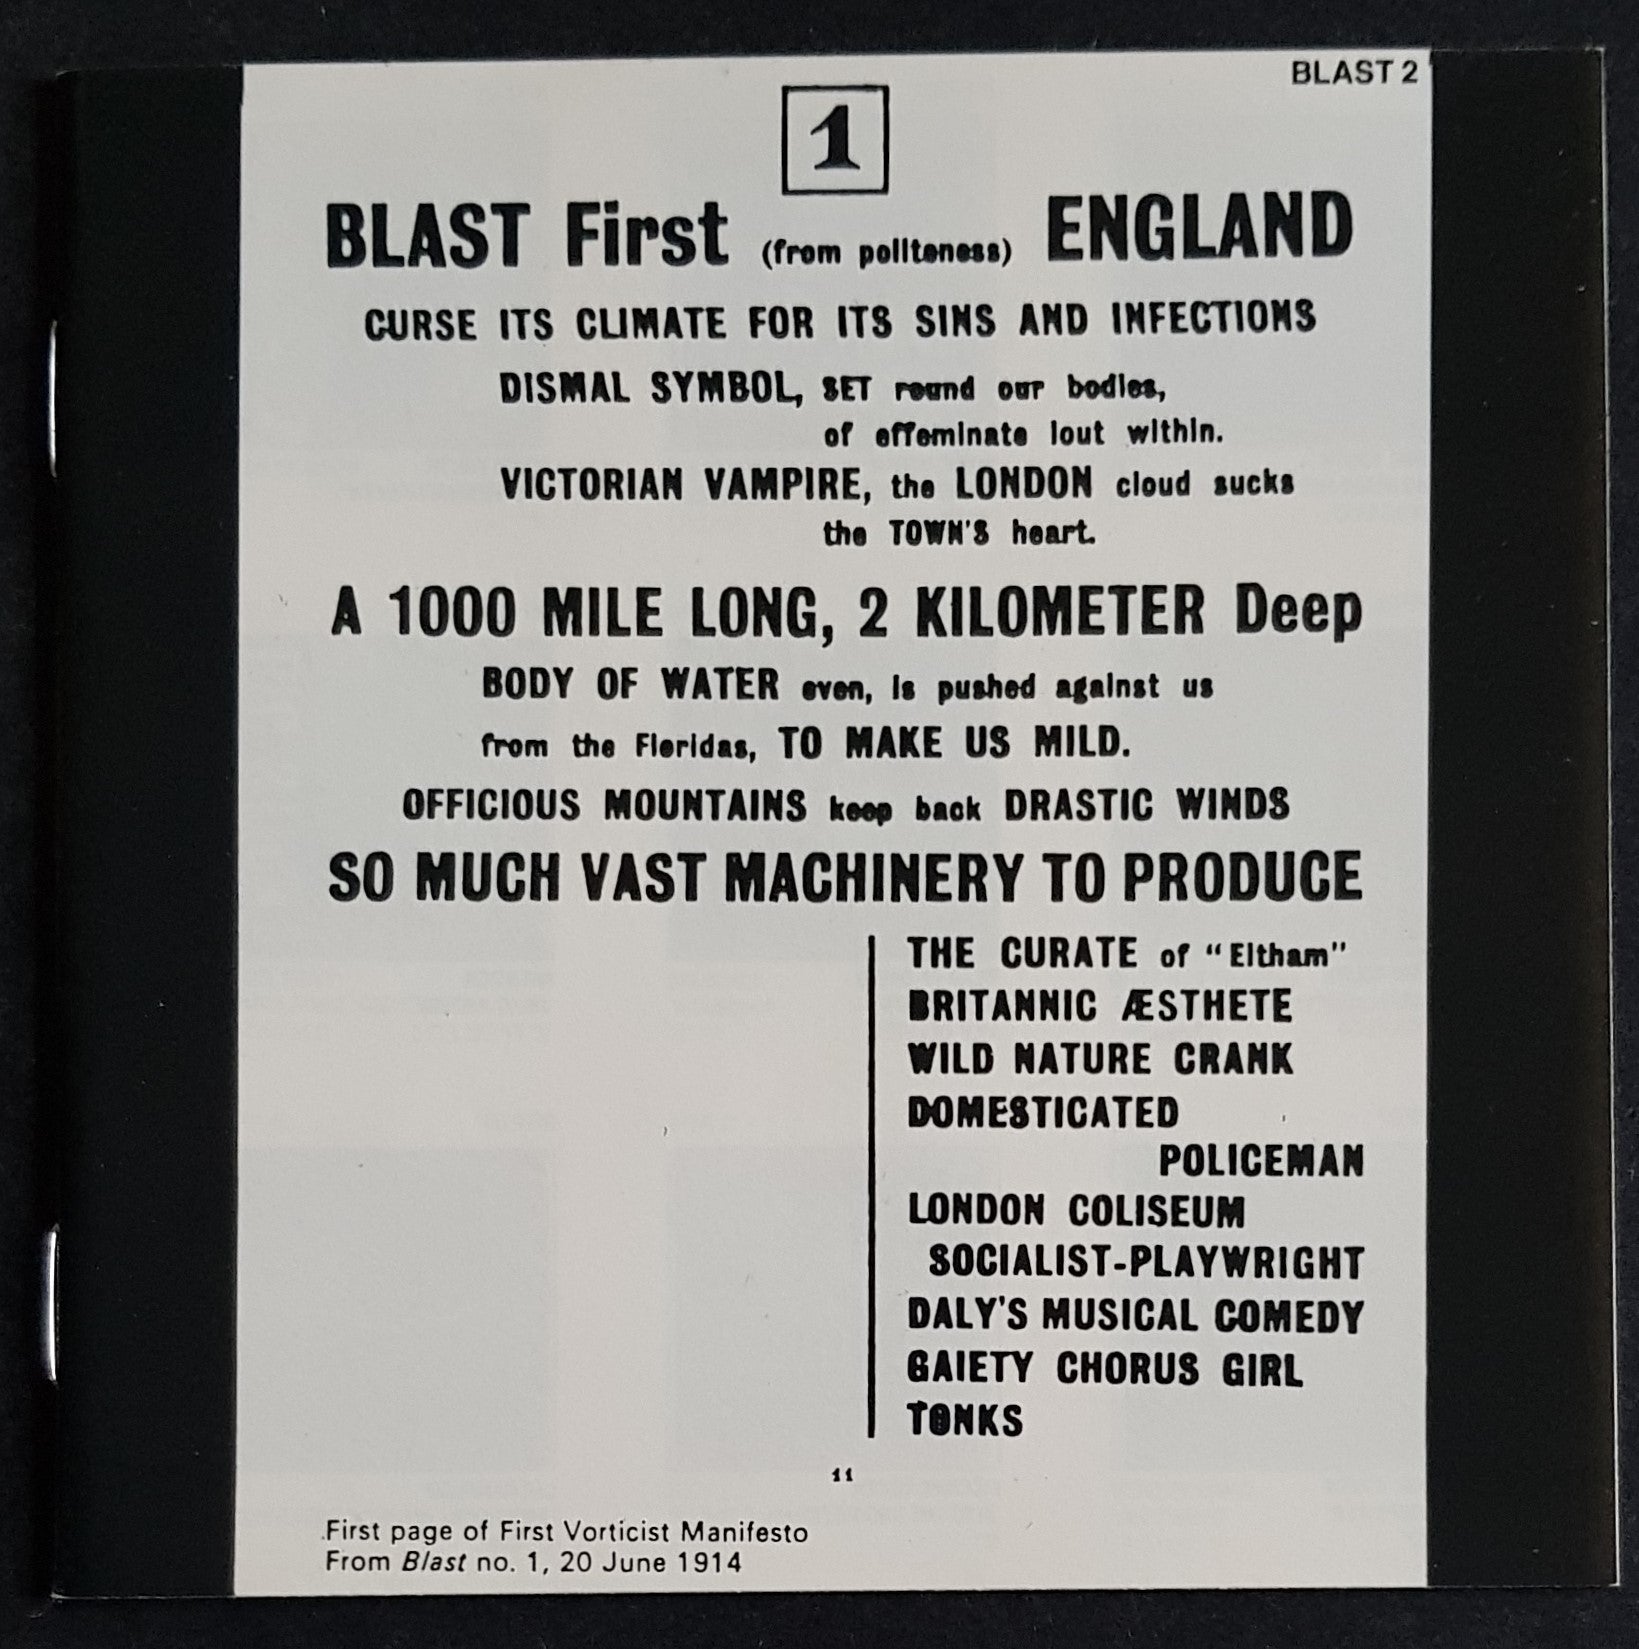 BLAST 2
1
BLAST First (from politeness) ENGLAND
CURSE ITS CLIMATE FOR ITS SINS AND INFECTIONS
DISMAL SYMBOL, SET round our bodies,
of effeminate lout within.
VICTORIAN VAMPIRE, the LONDON cloud sucks
the TOWN'S heart.
A 1000 MILE LONG, 2 KILOMETER Deep
BODY OF WATER even, is pushed against us
from the Floridas, TO MAKE US MILD.
OFFICIOUS MOUNTAINS keep back DRASTIC WINDS
SO MUCH VAST MACHINERY TO PRODUCE
THE CURATE of "Eltham"
BRITANNIC ÆSTHETE
WILD NATURE CRANK
DOMESTICATED
POLICEMAN
LONDON COLISEUM
SOCIALIST-PLAYWRIGHT
DALY'S MUSICAL COMEDY
GAIETY CHORUS GIRL
TONKS
11
First page of First Vorticist Manifesto
From Blast no. 1, 20 June 1914